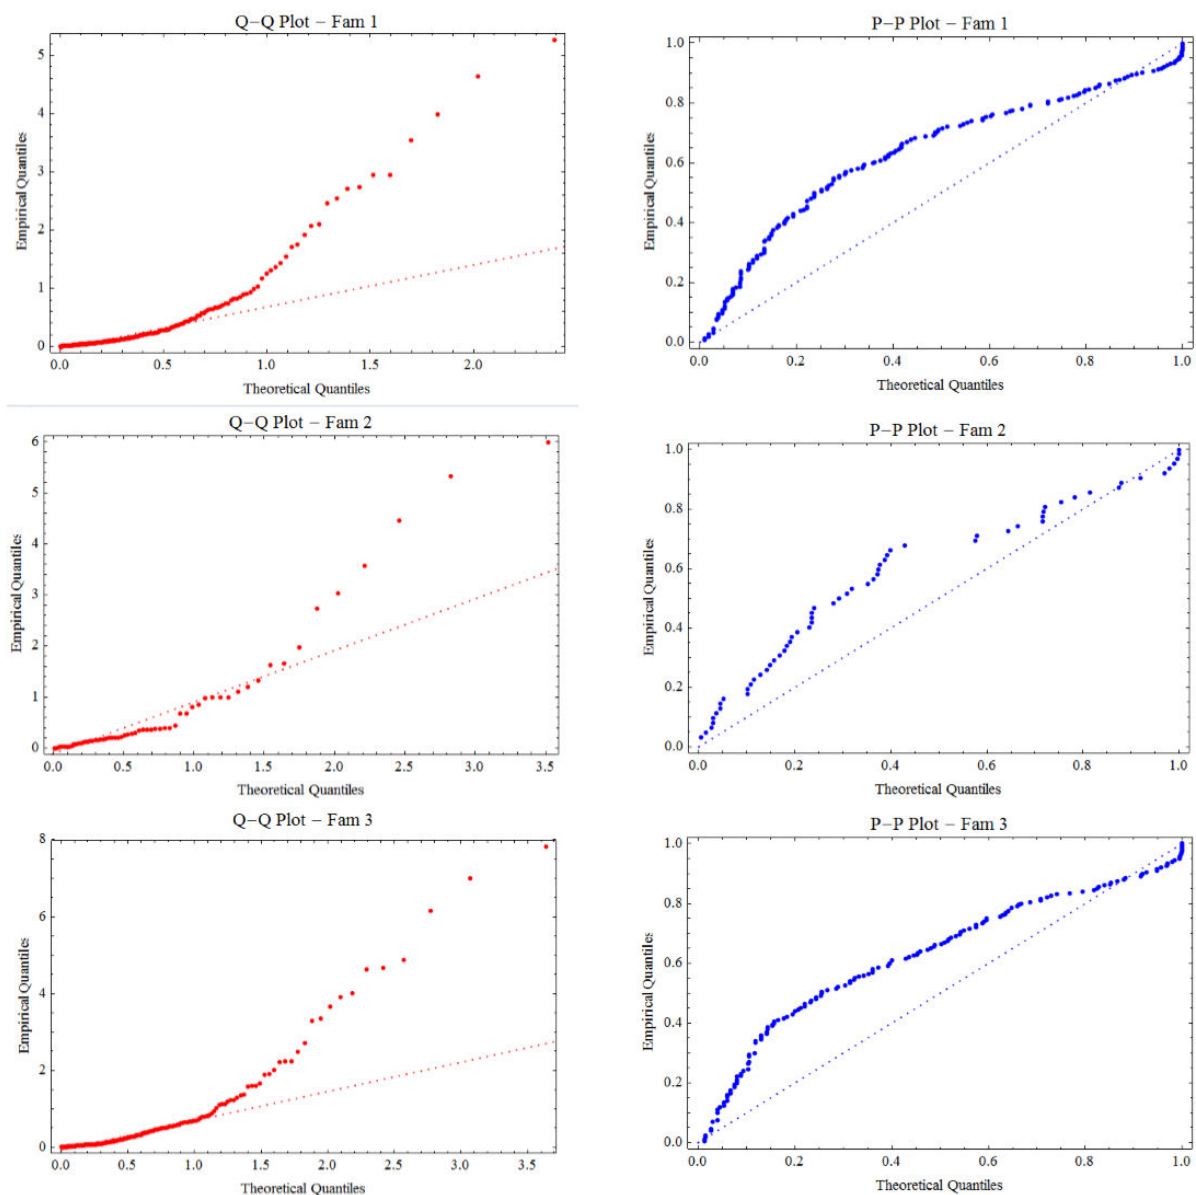 Q–Q Plot – Fam 1
Empirical Quantiles
5
4
3
2
1
0
0.0 0.5 1.0 1.5 2.0
Theoretical Quantiles
P–P Plot – Fam 1
Empirical Quantiles
1.0
0.8
0.6
0.4
0.2
0.0
0.0 0.2 0.4 0.6 0.8 1.0
Theoretical Quantiles
Q–Q Plot – Fam 2
Empirical Quantiles
6
5
4
3
2
1
0
0.0 0.5 1.0 1.5 2.0 2.5 3.0 3.5
Theoretical Quantiles
P–P Plot – Fam 2
Empirical Quantiles
1.0
0.8
0.6
0.4
0.2
0.0
0.0 0.2 0.4 0.6 0.8 1.0
Theoretical Quantiles
Q–Q Plot – Fam 3
Empirical Quantiles
8
6
4
2
0
0.0 0.5 1.0 1.5 2.0 2.5 3.0 3.5
Theoretical Quantiles
P–P Plot – Fam 3
Empirical Quantiles
1.0
0.8
0.6
0.4
0.2
0.0
0.0 0.2 0.4 0.6 0.8 1.0
Theoretical Quantiles